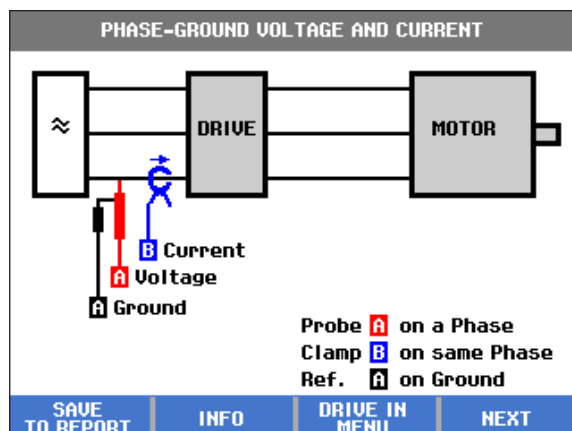 PHASE-GROUND VOLTAGE AND CURRENT
≈
DRIVE
MOTOR
B Current
A Voltage
A Ground
Probe A on a Phase
Clamp B on same Phase
Ref. A on Ground
SAVE
TO REPORT
INFO
DRIVE IN
MENU
NEXT